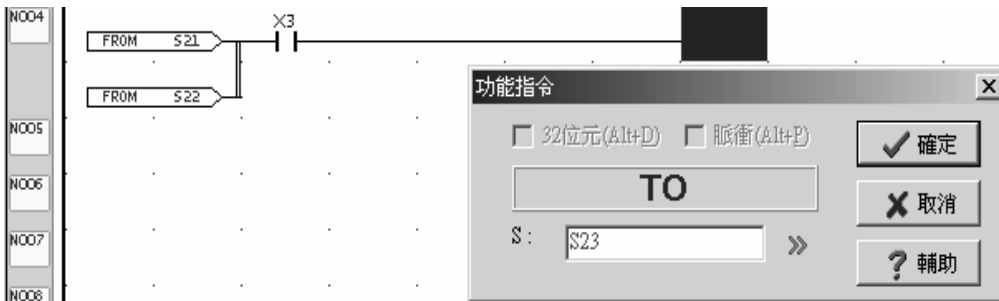 N004
X3
FROM S21
FROM S22
N005
N006
N007
N008
功能指令
32位元(Alt+D) 脈衝(Alt+P)
確定
TO
取消
S: S23
輔助